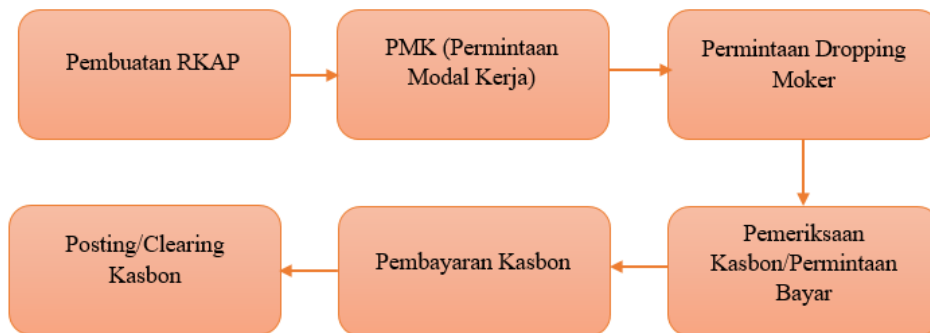 Pembuatan RKAP
PMK (Permintaan
Modal Kerja)
Permintaan Dropping
Moker
Pemeriksaan
Kasbon/Permintaan
Bayar
Pembayaran Kasbon
Posting/Clearing
Kasbon